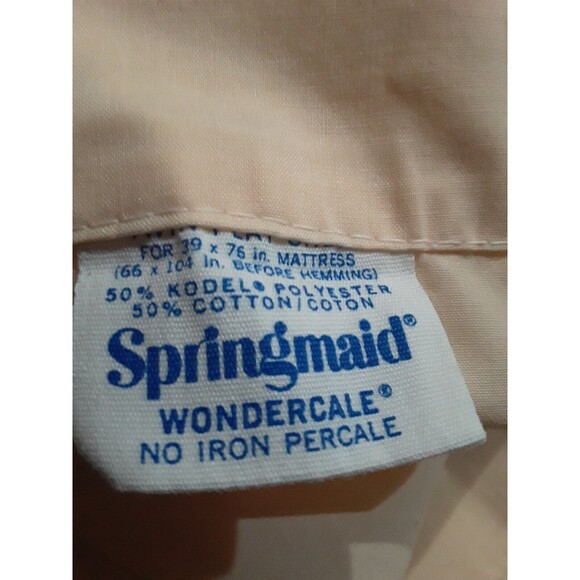 FOR 39 x 76 in. MATTRESS
(66 x 104 in. BEFORE HEMMING)
50% KODEL® POLYESTER
50% COTTON/COTON
Springmaid®
WONDERCALE®
NO IRON PERCALE